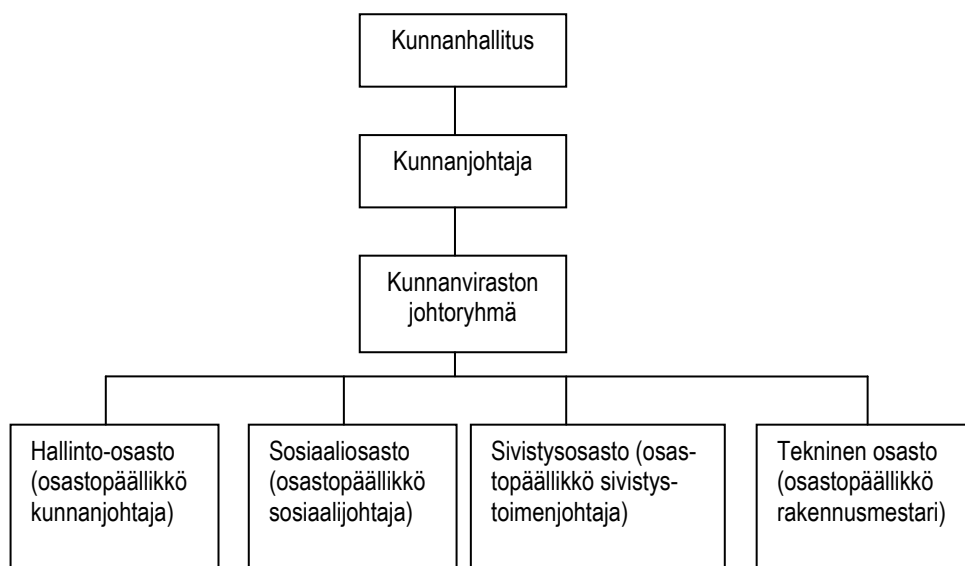 Kunnanhallitus
Kunnanjohtaja
Kunnanviraston
johtoryhmä
Hallinto-osasto
(osastopäällikkö
kunnanjohtaja)
Sosiaaliosasto
(osastopäällikkö
sosiaalijohtaja)
Sivistysosasto (osas-
topäällikkö sivistys-
toimenjohtaja)
Tekninen osasto
(osastopäällikkö
rakennusmestari)